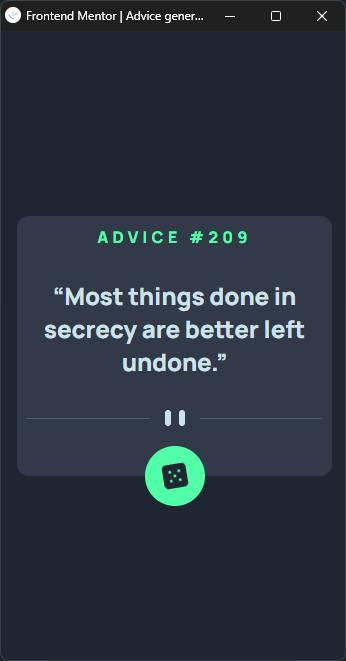 Frontend Mentor | Advice gener...
ADVICE #209
“Most things done in
secrecy are better left
undone.”